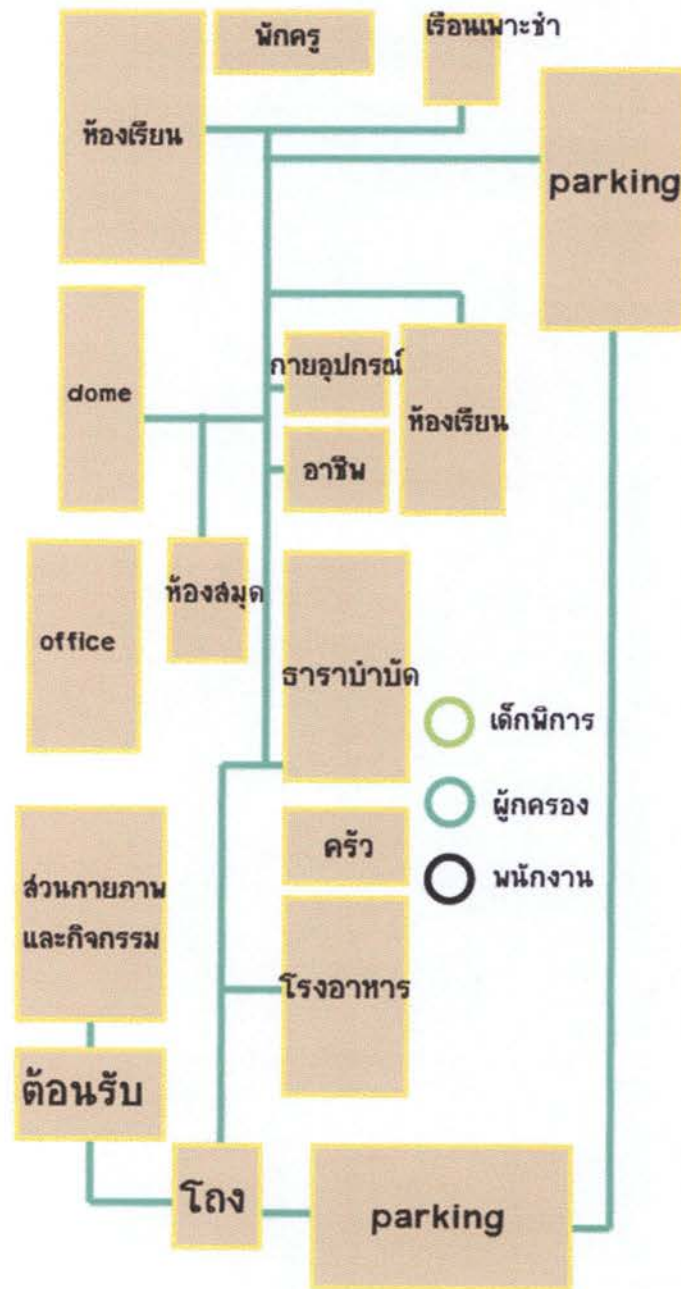 พักครู
เรือนเพาะชำ
ห้องเรียน
parking
กายอุปกรณ์
dome
ห้องเรียน
อาชีพ
ห้องสมุด
office
ธาราบำบัด
เด็กพิการ
ผู้กครอง
ครัว
พนักงาน
ส่วนกายภาพ
และกิจกรรม
โรงอาหาร
ต้อนรับ
โถง
parking